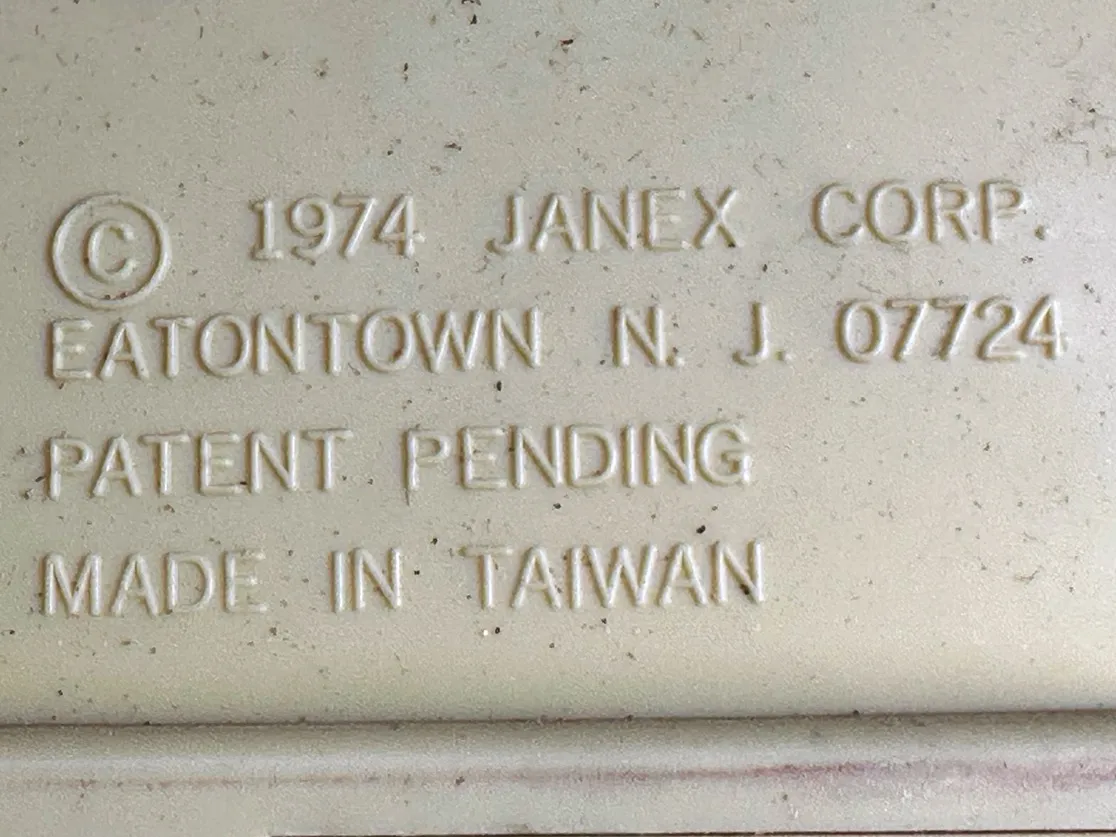 © 1974 JANEX CORP.
EATONTOWN N. J. 07724
PATENT PENDING
MADE IN TAIWAN